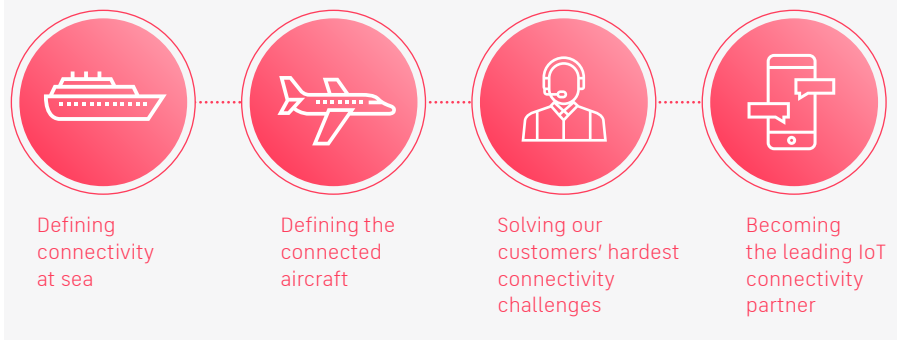 Defining
connectivity
at sea
Defining the
connected
aircraft
Solving our
customers’ hardest
connectivity
challenges
Becoming
the leading IoT
connectivity
partner